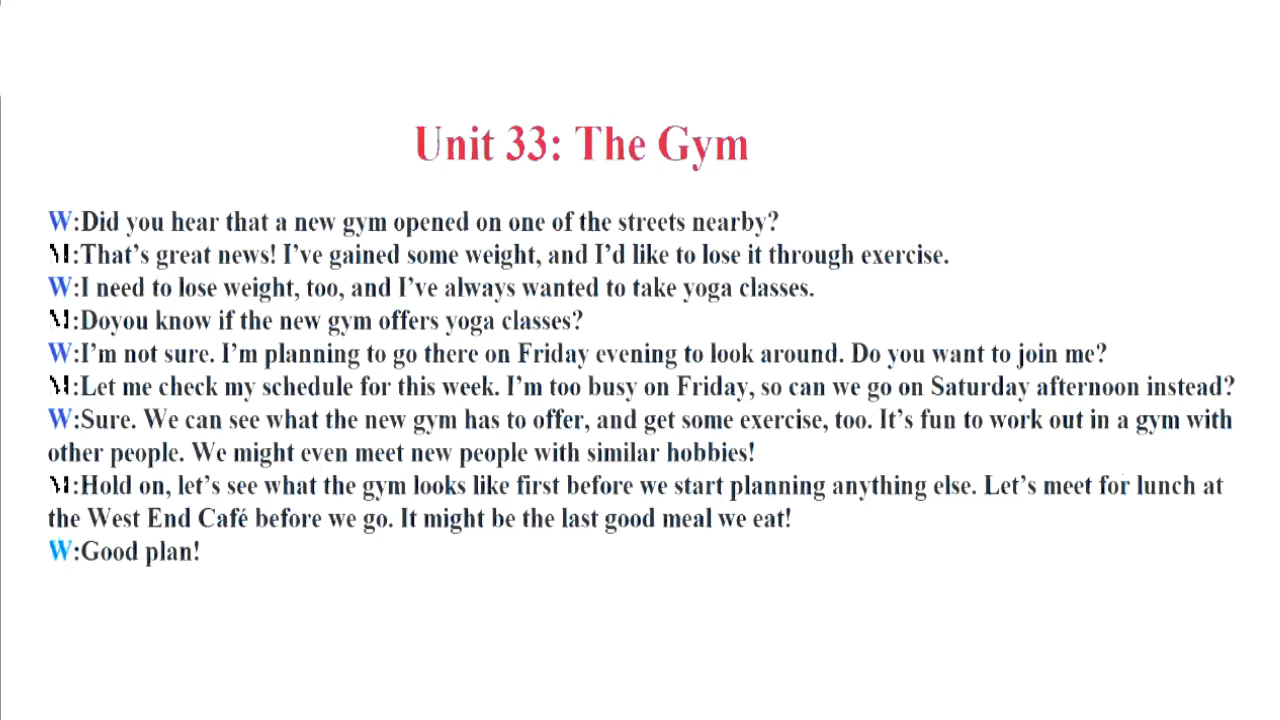 Unit 33: The Gym
W:Did you hear that a new gym opened on one of the streets nearby?
M:That’s great news! I’ve gained some weight, and I’d like to lose it through exercise.
W:I need to lose weight, too, and I’ve always wanted to take yoga classes.
M:Doyou know if the new gym offers yoga classes?
W:I’m not sure. I’m planning to go there on Friday evening to look around. Do you want to join me?
M:Let me check my schedule for this week. I’m too busy on Friday, so can we go on Saturday afternoon instead?
W:Sure. We can see what the new gym has to offer, and get some exercise, too. It’s fun to work out in a gym with
other people. We might even meet new people with similar hobbies!
M:Hold on, let’s see what the gym looks like first before we start planning anything else. Let’s meet for lunch at
the West End Café before we go. It might be the last good meal we eat!
W:Good plan!